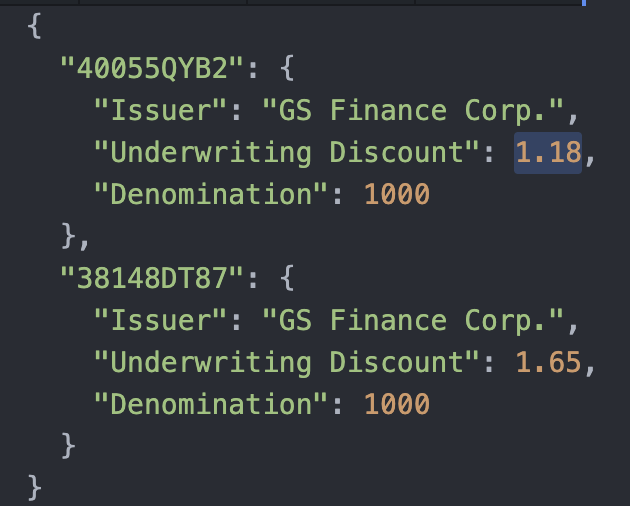 {
  "40055QYB2": {
    "Issuer": "GS Finance Corp.",
    "Underwriting Discount": 1.18,
    "Denomination": 1000
  },
  "38148DT87": {
    "Issuer": "GS Finance Corp.",
    "Underwriting Discount": 1.65,
    "Denomination": 1000
  }
}